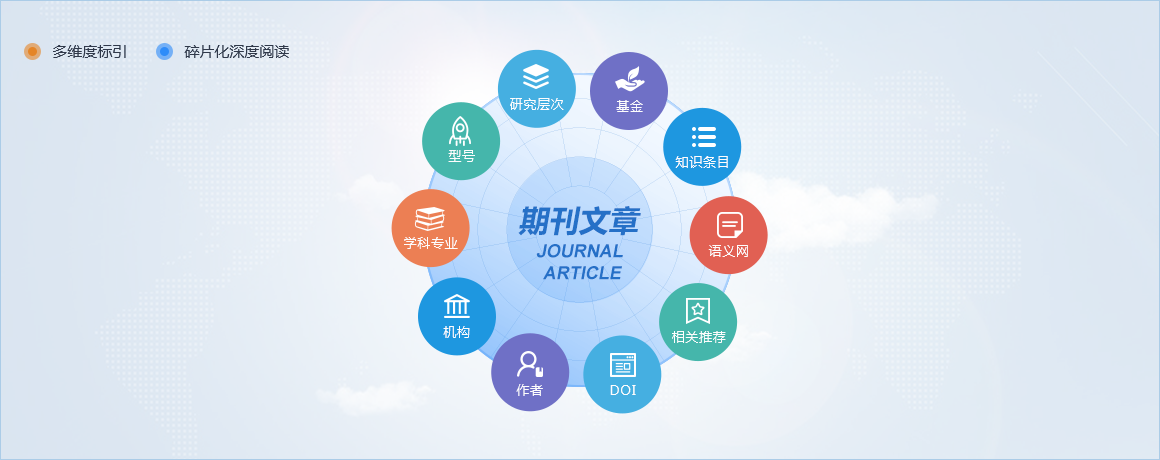 多维度标引
碎片化深度阅读
研究层次
基金
型号
知识条目
学科专业
期刊文章
JOURNAL
ARTICLE
语义网
机构
相关推荐
作者
DOI